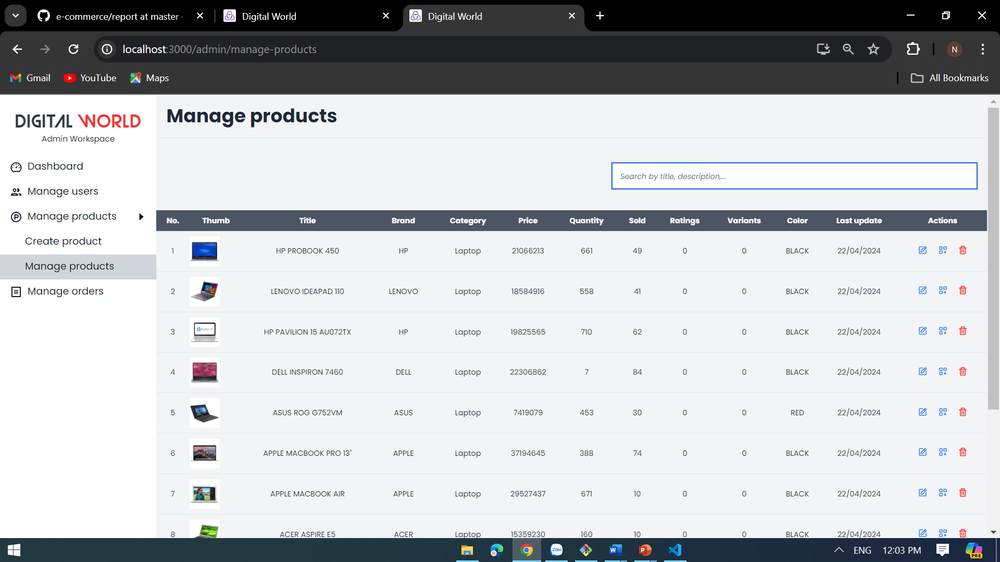 e-commerce/report at master ·
Digital World
Digital World
localhost:3000/admin/manage-products
N
Gmail
YouTube
Maps
All Bookmarks
DIGITAL WORLD
Admin Workspace
Dashboard
Manage users
Manage products
Create product
Manage products
Manage orders
Manage products
Search by title, description,...
No. Thumb Title Brand Category Price Quantity Sold Ratings Variants Color Last update Actions
1 HP PROBOOK 450 HP Laptop 21066213 661 49 0 0 BLACK 22/04/2024
2 LENOVO IDEAPAD 110 LENOVO Laptop 18584916 558 41 0 0 BLACK 22/04/2024
3 HP PAVILION 15 AU072TX HP Laptop 19825565 710 62 0 0 BLACK 22/04/2024
4 DELL INSPIRON 7460 DELL Laptop 22306862 7 84 0 0 BLACK 22/04/2024
5 ASUS ROG G752VM ASUS Laptop 7419079 453 30 0 0 RED 22/04/2024
6 APPLE MACBOOK PRO 13" APPLE Laptop 37194645 388 74 0 0 BLACK 22/04/2024
7 APPLE MACBOOK AIR APPLE Laptop 29527437 671 10 0 0 BLACK 22/04/2024
8 ACER ASPIRE E5 ACER Laptop 15359230 160 10 0 0 BLACK 22/04/2024
Zalo
ENG
12:03 PM
PRE